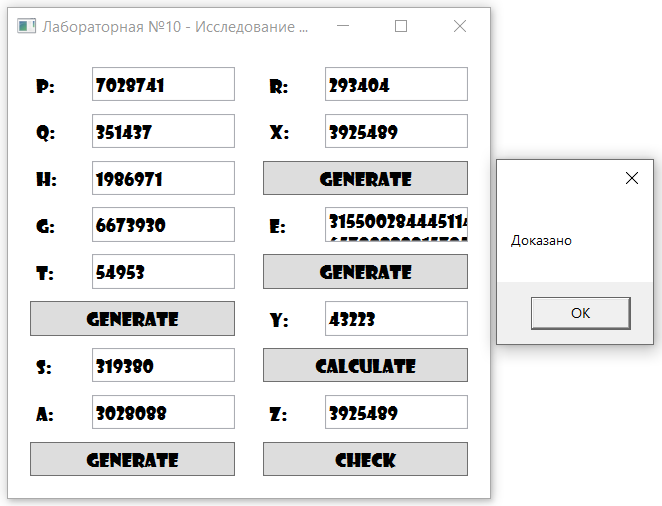 Лабораторная №10 - Исследование ...
P: 7028741
Q: 351437
H: 1986971
G: 6673930
T: 54953
GENERATE
S: 319380
A: 3028088
GENERATE
R: 293404
X: 3925489
GENERATE
E: 315500284445114
GENERATE
Y: 43223
CALCULATE
Z: 3925489
CHECK
Доказано
OK